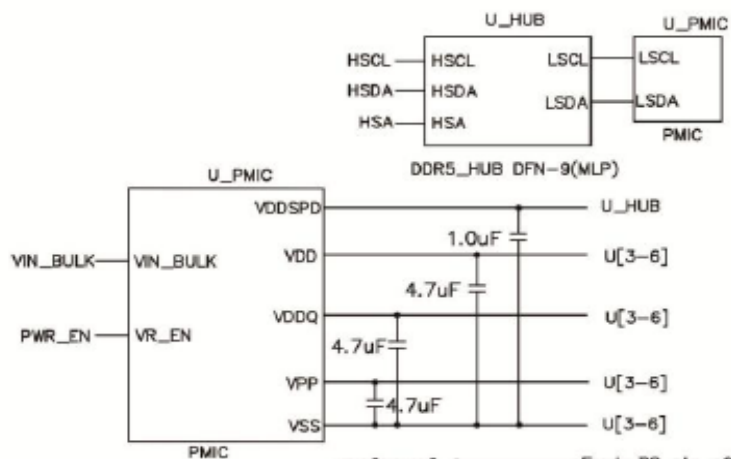 U_HUB
U_PMIC
HSCL HSCL LSCL LSCL
HSDA HSDA LSDA LSDA
HSA HSA
PMIC
DDR5_HUB DFN-9(MLP)
U_PMIC
VDDSPD U_HUB
1.0uF
VIN_BULK VIN_BULK VDD U[3-6]
4.7uF
VDDQ U[3-6]
PWR_EN VR_EN
4.7uF
VPP U[3-6]
4.7uF
VSS U[3-6]
PMIC